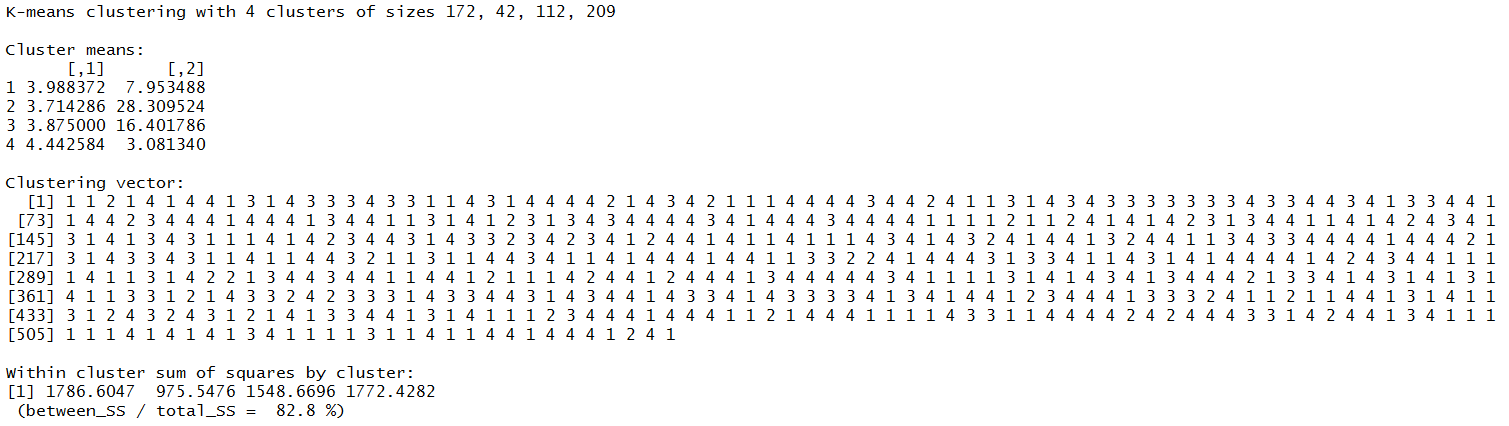 K-means clustering with 4 clusters of sizes 172, 42, 112, 209
Cluster means:
[,1] [,2]
1 3.988372 7.953488
2 3.714286 28.309524
3 3.875000 16.401786
4 4.442584 3.081340
Clustering vector:
[1] 1 1 2 1 4 1 4 4 1 3 1 4 3 3 3 4 3 3 1 1 4 3 1 4 4 4 4 2 1 4 3 4 2 1 1 1 4 4 4 4 3 4 4 2 4 1 1 3 1 4 3 4 3 3 3 3 3 3 3 4 3 3 4 4 3 4 1 3 3 4 4 1
[73] 1 4 4 2 3 4 4 4 1 4 4 4 1 3 4 4 1 1 3 1 4 1 2 3 1 3 4 3 4 4 4 4 3 4 1 4 4 4 3 4 4 4 4 1 1 1 1 2 1 1 2 4 1 4 1 4 2 3 1 3 4 4 1 1 4 1 4 2 4 3 4 1
[145] 3 1 4 1 3 4 3 1 1 1 4 1 4 2 3 4 4 3 1 4 3 3 2 3 4 2 3 4 1 2 4 4 1 4 1 1 4 1 1 1 4 3 4 1 4 3 2 4 1 4 4 1 3 2 4 4 1 1 3 4 3 3 4 4 4 4 1 4 4 4 2 1
[217] 3 1 4 3 3 4 3 1 1 4 1 1 4 4 3 2 1 1 3 1 1 4 4 3 4 1 1 4 1 4 4 4 1 4 4 1 1 3 3 2 2 4 1 4 4 4 3 1 3 3 4 1 1 4 3 1 4 1 4 4 4 4 1 4 2 4 3 4 4 1 1 1
[289] 1 4 1 1 3 1 4 2 2 1 3 4 4 3 4 4 1 1 4 4 1 2 1 1 1 4 2 4 4 1 2 4 4 4 1 3 4 4 4 4 4 3 4 1 1 1 1 3 1 4 1 4 3 4 1 3 4 4 4 2 1 3 3 4 1 4 3 1 4 1 3 1
[361] 4 1 1 3 3 1 2 1 4 3 3 2 4 2 3 3 3 1 4 3 3 4 4 3 1 4 3 4 4 1 4 3 3 4 1 4 3 3 3 3 4 1 3 4 1 4 4 1 2 3 4 4 4 1 3 3 3 2 4 1 1 2 1 1 4 4 1 3 1 4 1 1
[433] 3 1 2 4 3 2 4 3 1 2 1 4 1 3 3 4 4 1 3 1 4 1 1 1 2 3 4 4 4 1 4 4 4 1 1 2 1 4 4 4 1 1 1 1 4 3 3 1 1 4 4 4 4 2 4 2 4 4 4 3 3 1 4 2 4 4 1 3 4 1 1 1
[505] 1 1 1 4 1 4 1 4 1 3 4 1 1 1 1 3 1 1 4 1 1 4 4 1 4 4 4 1 2 4 1
Within cluster sum of squares by cluster:
[1] 1786.6047 975.5476 1548.6696 1772.4282
(between_SS / total_SS = 82.8 %)